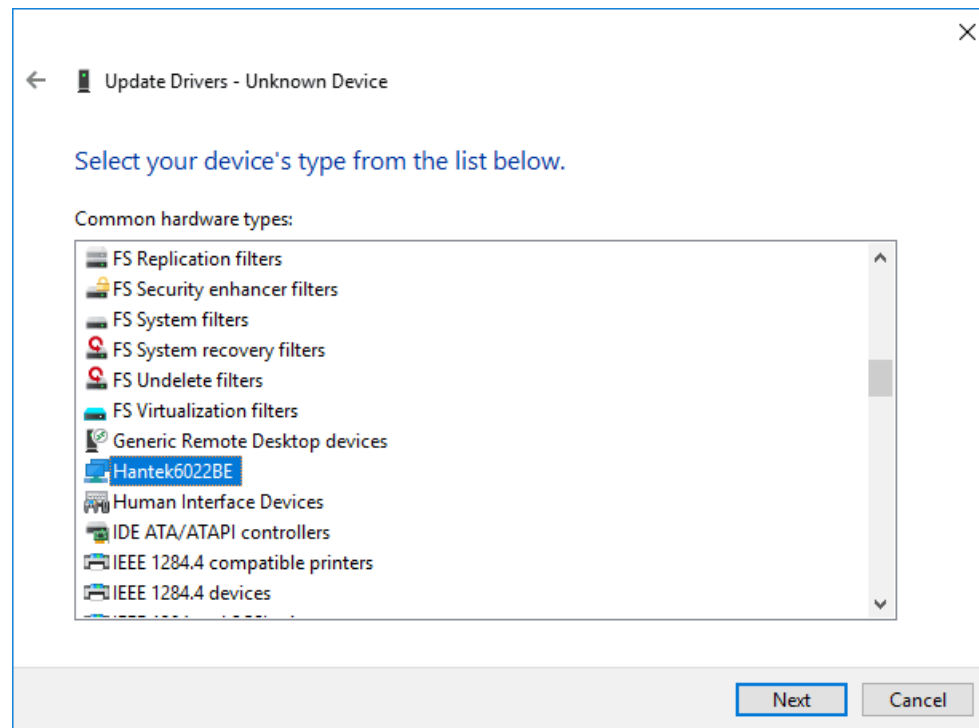 Update Drivers - Unknown Device
Select your device's type from the list below.
Common hardware types:
FS Replication filters
FS Security enhancer filters
FS System filters
FS System recovery filters
FS Undelete filters
FS Virtualization filters
Generic Remote Desktop devices
Hantek6022BE
Human Interface Devices
IDE ATA/ATAPI controllers
IEEE 1284.4 compatible printers
IEEE 1284.4 devices
Next
Cancel